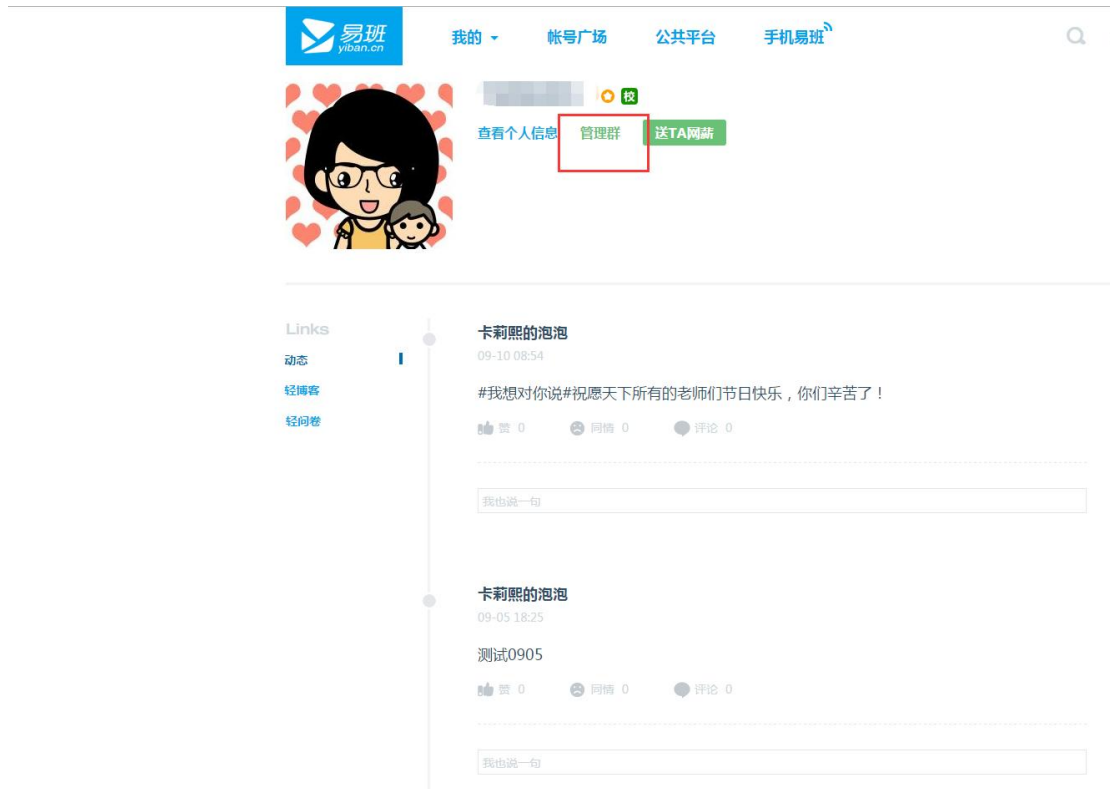 易班
yiban.cn
我的 帐号广场 公共平台 手机易班
校
查看个人信息 管理群 送TA网薪
Links
动态
轻博客
轻问卷
卡莉熙的泡泡
09-10 08:54
#我想对你说#祝愿天下所有的老师们节日快乐，你们辛苦了！
赞 0 同情 0 评论 0
我也说一句
卡莉熙的泡泡
09-05 18:25
测试0905
赞 0 同情 0 评论 0
我也说一句